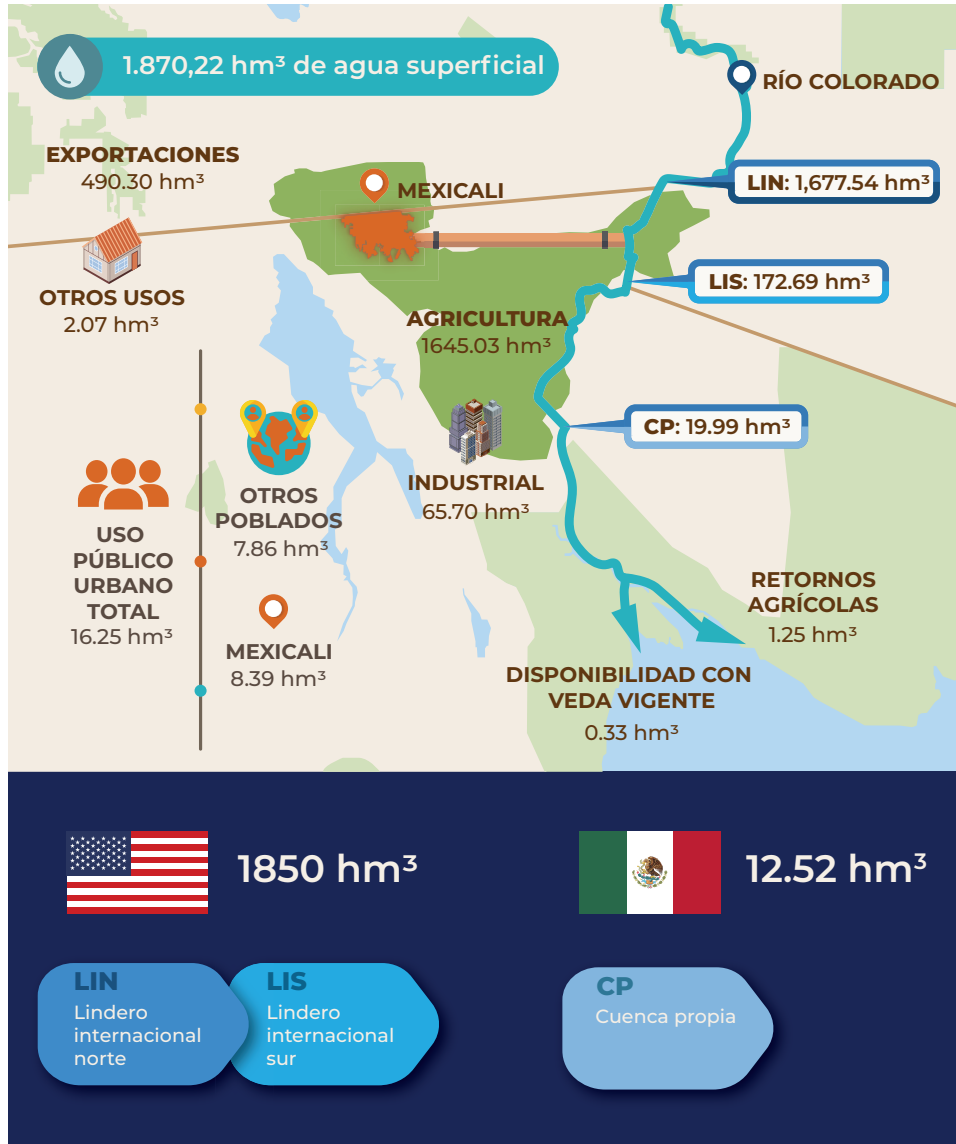 1.870,22 hm³ de agua superficial
RÍO COLORADO
EXPORTACIONES
490.30 hm³
MEXICALI
LIN: 1,677.54 hm³
OTROS USOS
2.07 hm³
LIS: 172.69 hm³
AGRICULTURA
1645.03 hm³
CP: 19.99 hm³
INDUSTRIAL
65.70 hm³
OTROS
POBLADOS
7.86 hm³
USO
PÚBLICO
URBANO
TOTAL
16.25 hm³
MEXICALI
8.39 hm³
RETORNOS
AGRÍCOLAS
1.25 hm³
DISPONIBILIDAD CON
VEDA VIGENTE
0.33 hm³
1850 hm³
12.52 hm³
LIN
Lindero
internacional
norte
LIS
Lindero
internacional
sur
CP
Cuenca propia